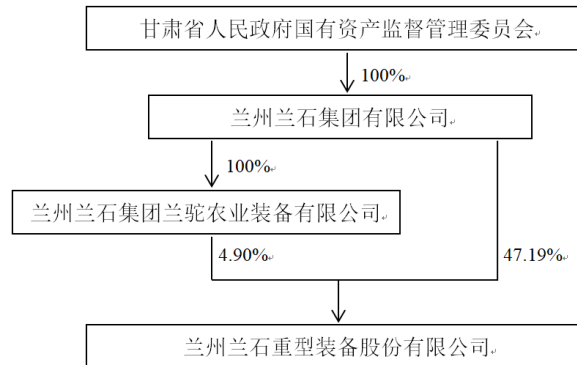 甘肃省人民政府国有资产监督管理委员会
100%
兰州兰石集团有限公司
100%
兰州兰石集团兰驼农业装备有限公司
4.90%
47.19%
兰州兰石重型装备股份有限公司